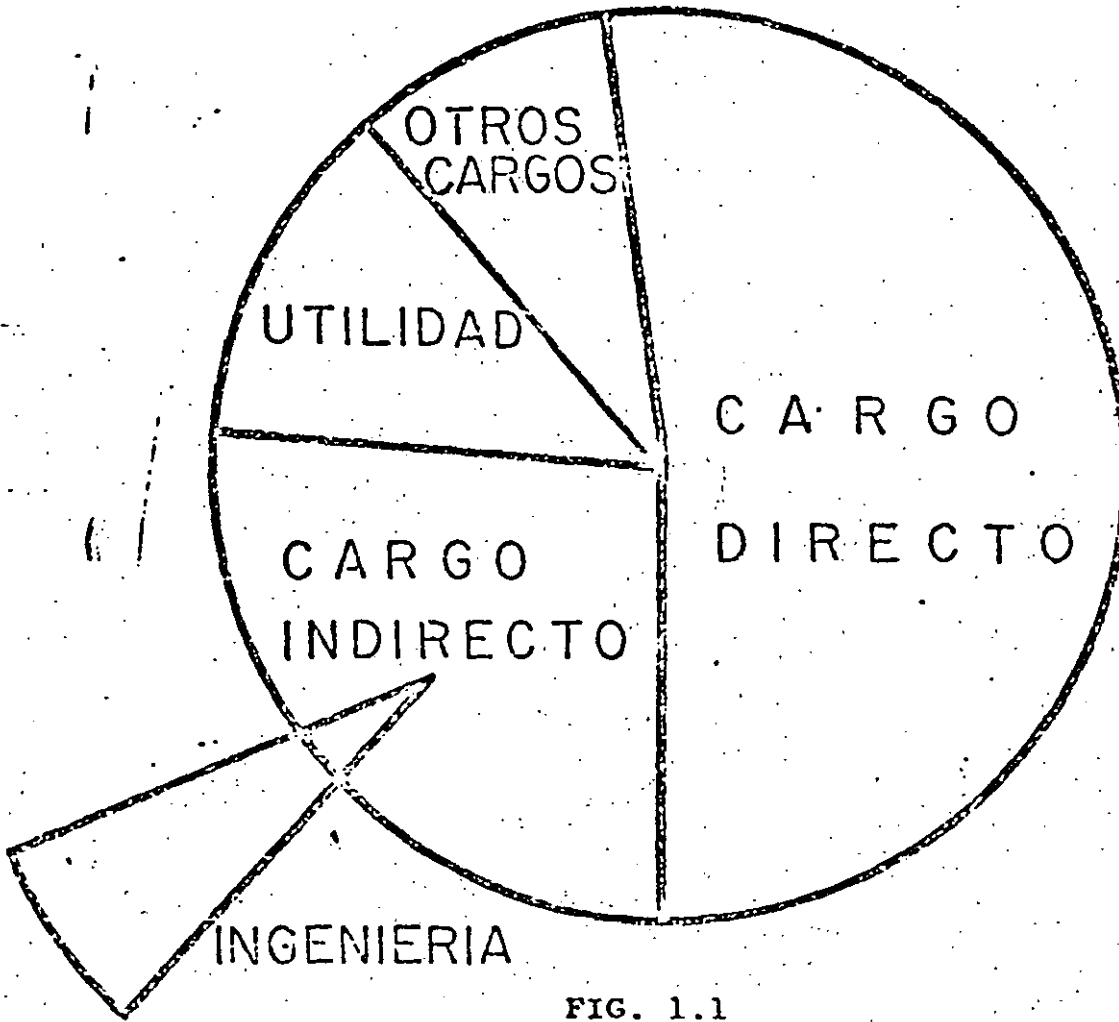 OTROS
CARGOS
UTILIDAD
CARGO
DIRECTO
CARGO
INDIRECTO
INGENIERIA
FIG. 1.1